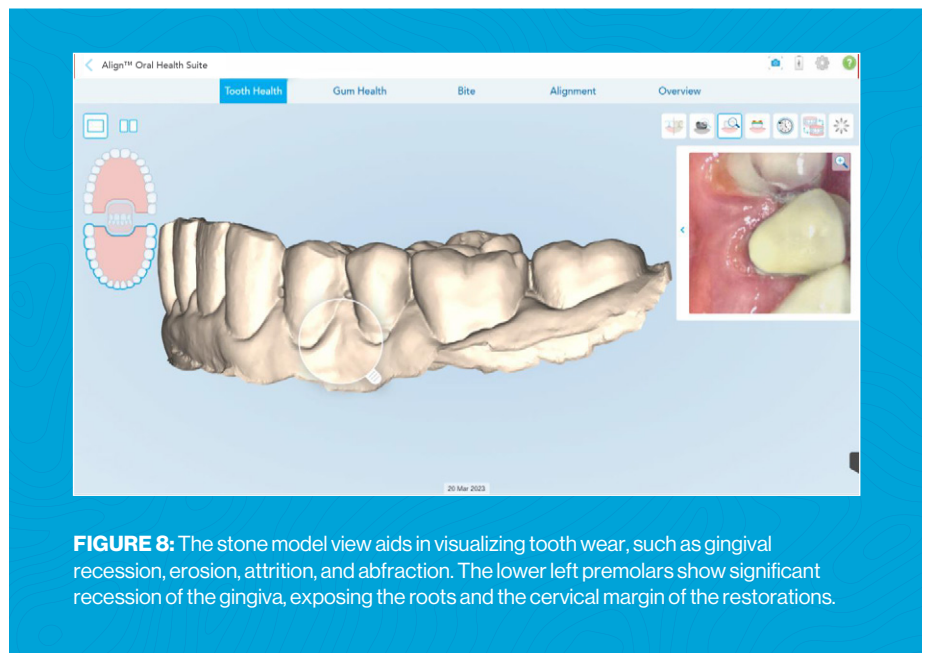 Align™ Oral Health Suite
Tooth Health Gum Health Bite Alignment Overview
20 Mar 2023
FIGURE 8: The stone model view aids in visualizing tooth wear, such as gingival
recession, erosion, attrition, and abfraction. The lower left premolars show significant
recession of the gingiva, exposing the roots and the cervical margin of the restorations.